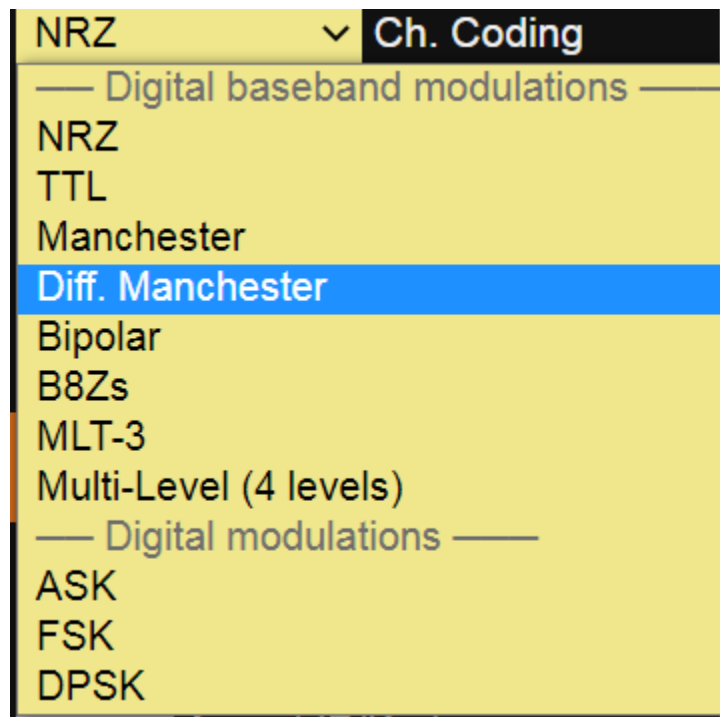 NRZ Ch. Coding
—— Digital baseband modulations ——
NRZ
TTL
Manchester
Diff. Manchester
Bipolar
B8Zs
MLT-3
Multi-Level (4 levels)
—— Digital modulations ——
ASK
FSK
DPSK